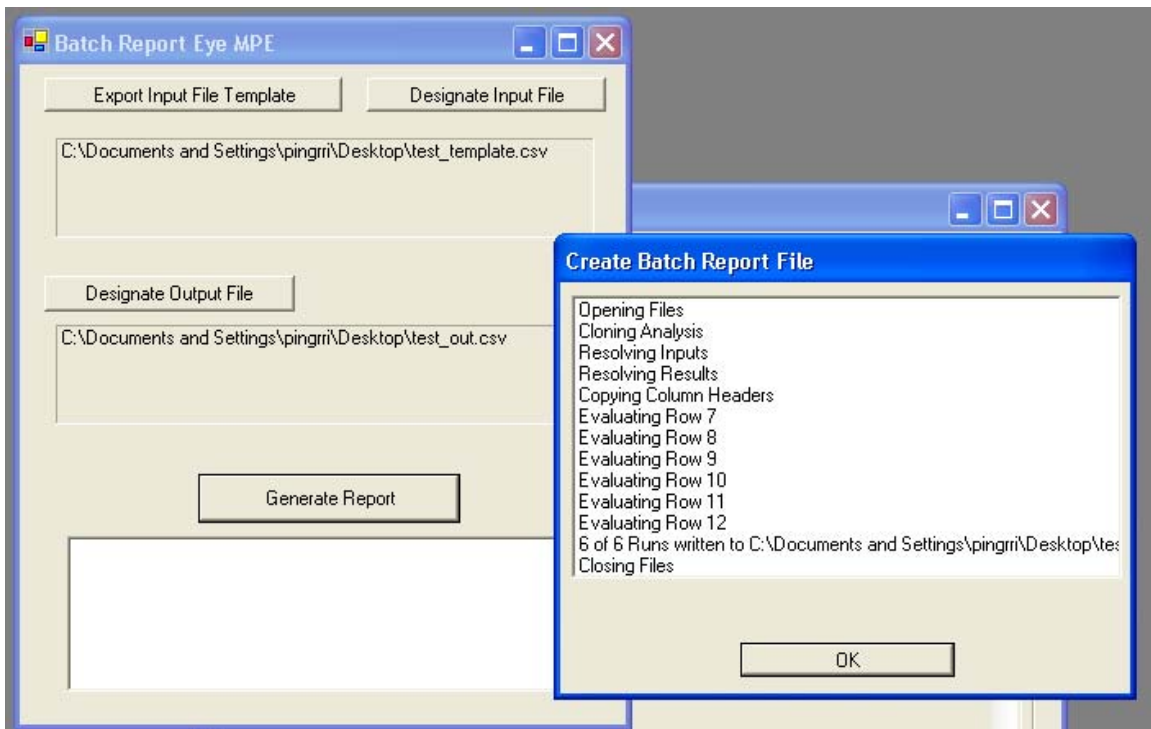 Batch Report Eye MPE
Export Input File Template
Designate Input File
C:\Documents and Settings\pingrri\Desktop\test_template.csv
Designate Output File
C:\Documents and Settings\pingrri\Desktop\test_out.csv
Generate Report
Create Batch Report File
Opening Files
Cloning Analysis
Resolving Inputs
Resolving Results
Copying Column Headers
Evaluating Row 7
Evaluating Row 8
Evaluating Row 9
Evaluating Row 10
Evaluating Row 11
Evaluating Row 12
6 of 6 Runs written to C:\Documents and Settings\pingrri\Desktop\tes
Closing Files
OK